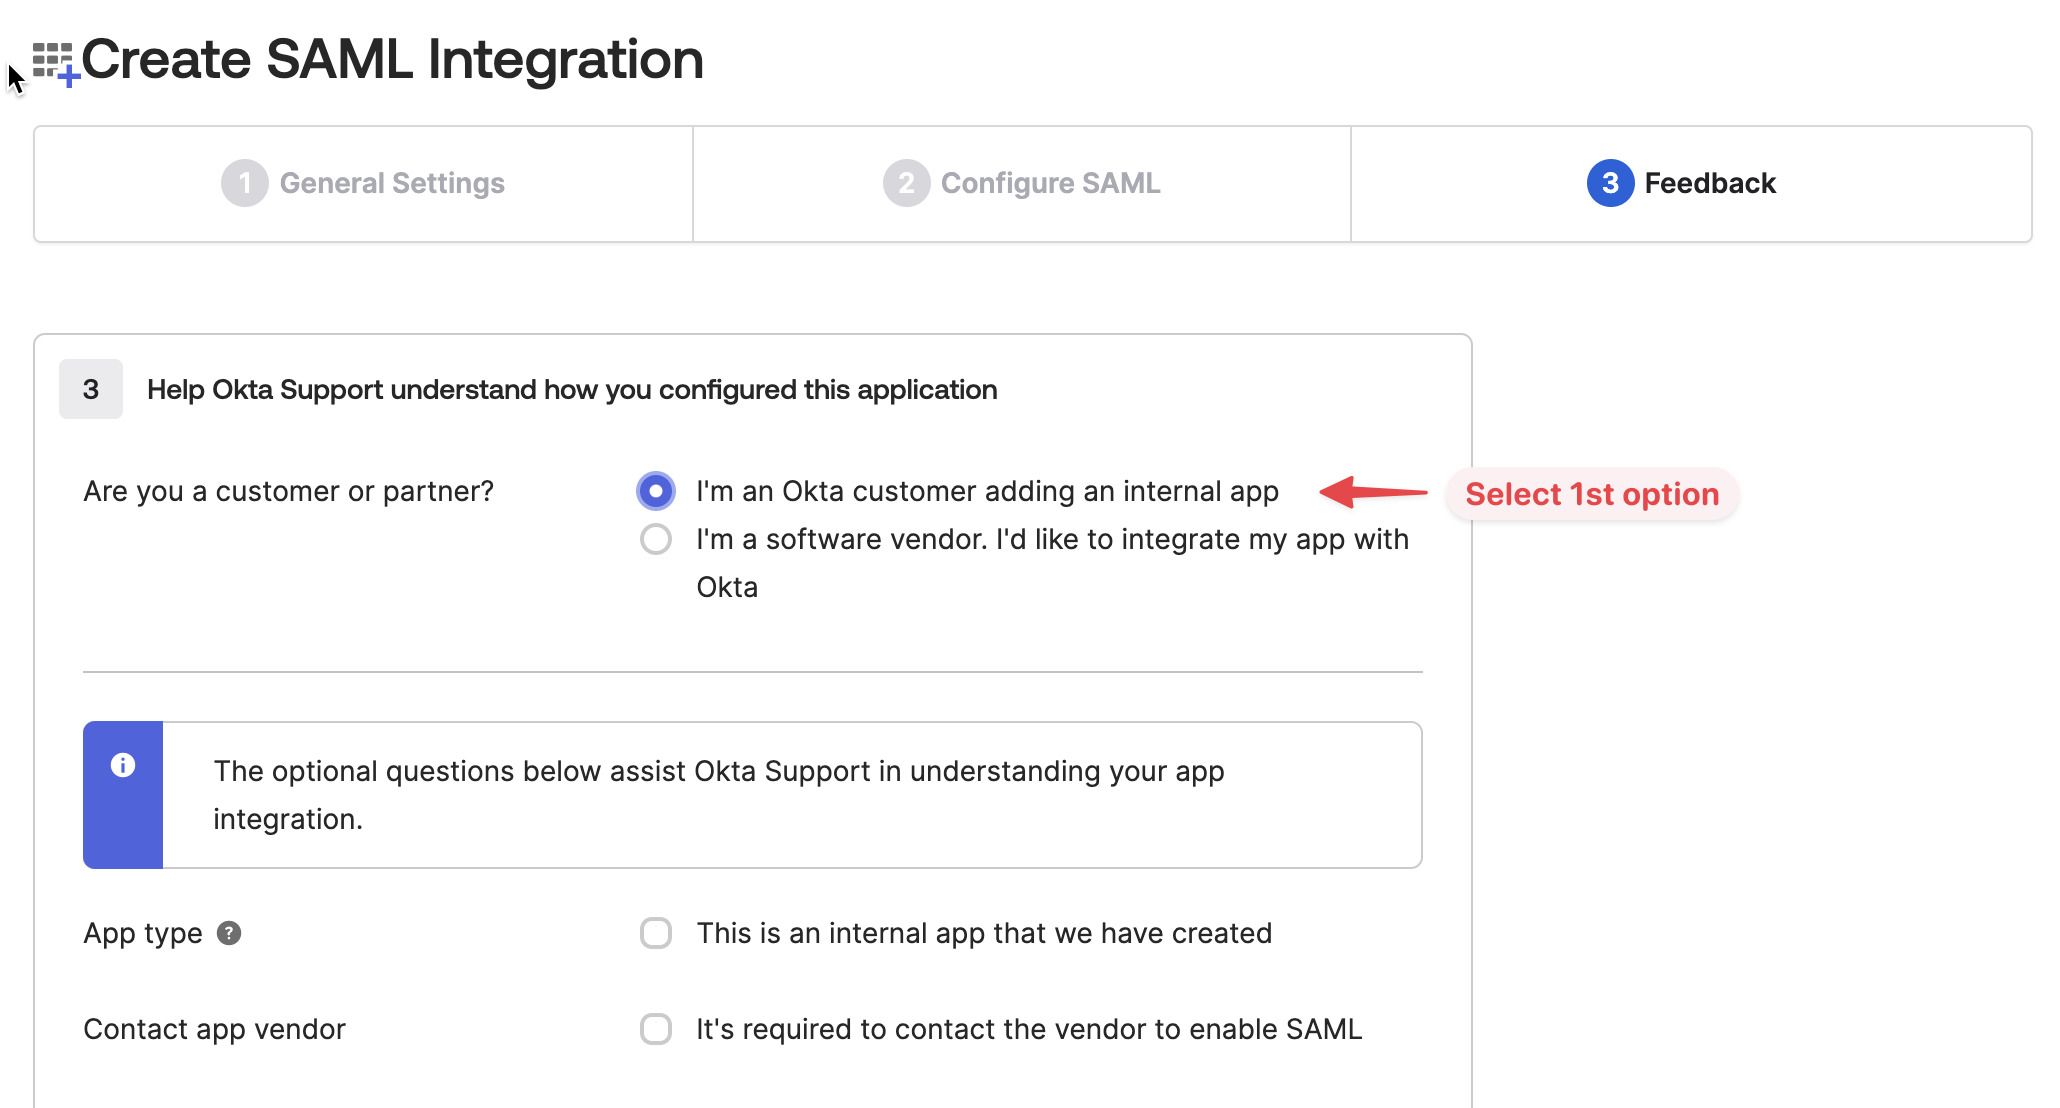 Create SAML Integration
1 General Settings
2 Configure SAML
3 Feedback
3 Help Okta Support understand how you configured this application
Are you a customer or partner?
I'm an Okta customer adding an internal app
Select 1st option
I'm a software vendor. I'd like to integrate my app with
Okta
The optional questions below assist Okta Support in understanding your app
integration.
App type ?
This is an internal app that we have created
Contact app vendor
It's required to contact the vendor to enable SAML